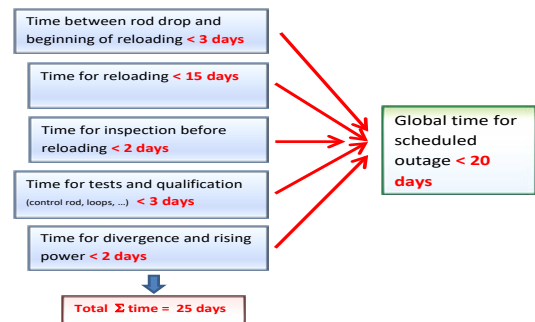 Time between rod drop and
beginning of reloading < 3 days
Time for reloading < 15 days
Time for inspection before
reloading < 2 days
Time for tests and qualification
(control rod, loops, ...) < 3 days
Time for divergence and rising
power < 2 days
Total Σ time = 25 days
Global time for
scheduled
outage < 20
days